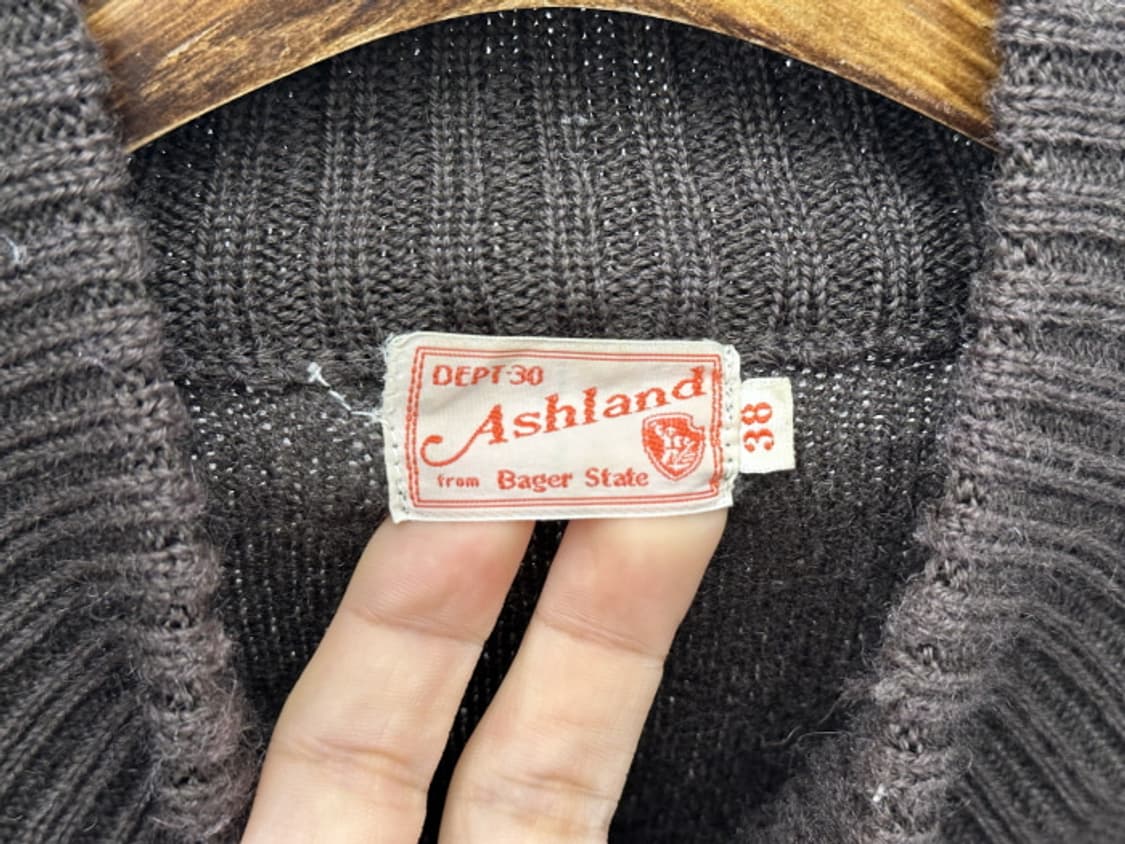 DEPT-30
Ashland
from Bager State
38